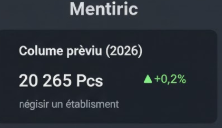 Mentiric
Colume prèviu (2026)
20 265 Pcs ▲+0,2%
négisir un établisment